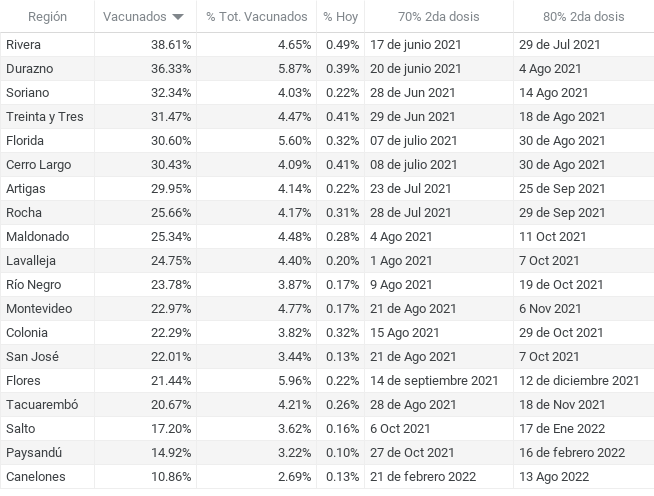 Región Vacunados % Tot. Vacunados % Hoy 70% 2da dosis 80% 2da dosis
Rivera 38.61% 4.65% 0.49% 17 de junio 2021 29 de Jul 2021
Durazno 36.33% 5.87% 0.39% 20 de junio 2021 4 Ago 2021
Soriano 32.34% 4.03% 0.22% 28 de Jun 2021 14 Ago 2021
Treinta y Tres 31.47% 4.47% 0.41% 29 de Jun 2021 18 de Ago 2021
Florida 30.60% 5.60% 0.32% 07 de julio 2021 30 de Ago 2021
Cerro Largo 30.43% 4.09% 0.41% 08 de julio 2021 30 de Ago 2021
Artigas 29.95% 4.14% 0.22% 23 de Jul 2021 25 de Sep 2021
Rocha 25.66% 4.17% 0.31% 28 de Jul 2021 29 de Sep 2021
Maldonado 25.34% 4.48% 0.28% 4 Ago 2021 11 Oct 2021
Lavalleja 24.75% 4.40% 0.20% 1 Ago 2021 7 Oct 2021
Río Negro 23.78% 3.87% 0.17% 9 Ago 2021 19 de Oct 2021
Montevideo 22.97% 4.77% 0.17% 21 de Ago 2021 6 Nov 2021
Colonia 22.29% 3.82% 0.32% 15 Ago 2021 29 de Oct 2021
San José 22.01% 3.44% 0.13% 21 de Ago 2021 7 Oct 2021
Flores 21.44% 5.96% 0.22% 14 de septiembre 2021 12 de diciembre 2021
Tacuarembó 20.67% 4.21% 0.26% 28 de Ago 2021 18 de Nov 2021
Salto 17.20% 3.62% 0.16% 6 Oct 2021 17 de Ene 2022
Paysandú 14.92% 3.22% 0.10% 27 de Oct 2021 16 de febrero 2022
Canelones 10.86% 2.69% 0.13% 21 de febrero 2022 13 Ago 2022